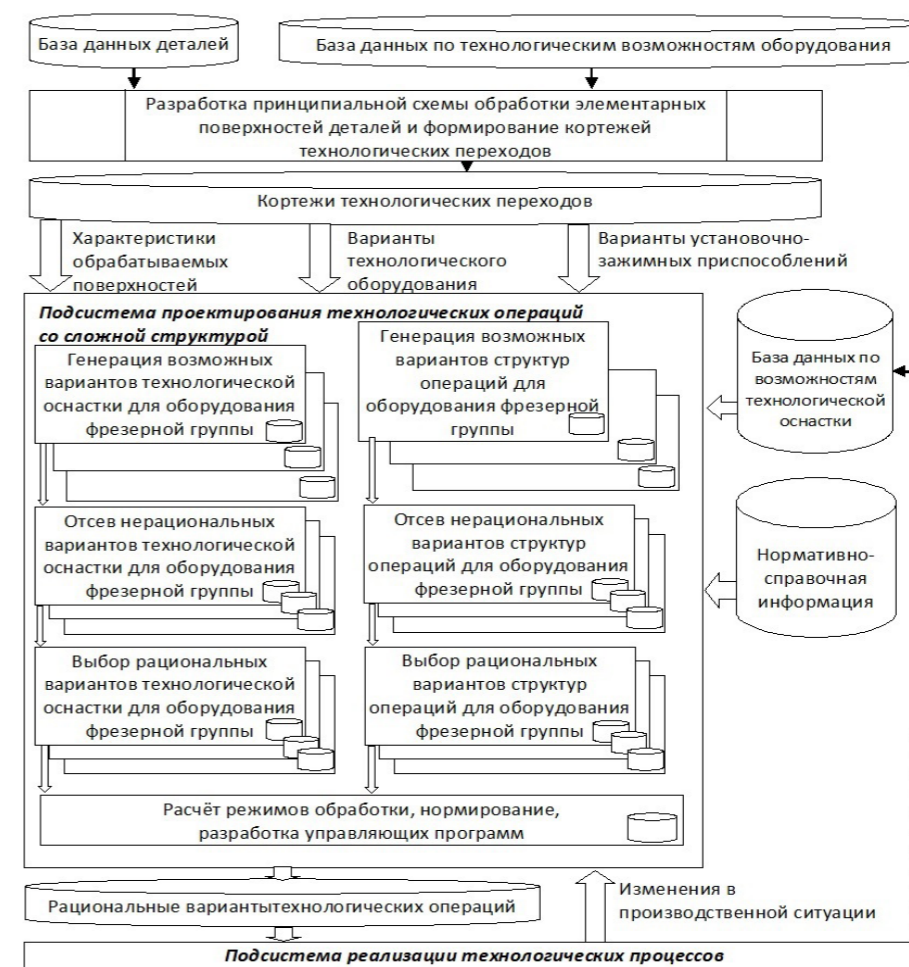 База данных деталей
База данных по технологическим возможностям оборудования
Разработка принципиальной схемы обработки элементарных
поверхностей деталей и формирование кортежей
технологических переходов
Кортежи технологических переходов
Характеристики
обрабатываемых
поверхностей
Варианты
технологического
оборудования
Варианты установочно-
зажимных приспособлений
Подсистема проектирования технологических операций
со сложной структурой
Генерация возможных
вариантов технологической
оснастки для оборудования
фрезерной группы
Генерация возможных
вариантов структур
операций для
оборудования фрезерной
группы
База данных по
возможностям
технологической
оснастки
Отсев нерациональных
вариантов технологической
оснастки для оборудования
фрезерной группы
Отсев нерациональных
вариантов структур
операций для оборудования
фрезерной группы
Нормативно-
справочная
информация
Выбор рациональных
вариантов технологической
оснастки для оборудования
фрезерной группы
Выбор рациональных
вариантов структур
операций для оборудования
фрезерной группы
Расчёт режимов обработки, нормирование,
разработка управляющих программ
Рациональные вариантытехнологических операций
Изменения в
производственной ситуации
Подсистема реализации технологических процессов